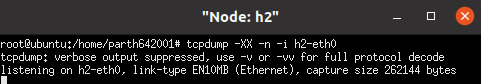 "Node: h2"
root@ubuntu:/home/parth642001# tcpdump -XX -n -i h2-eth0
tcpdump: verbose output suppressed, use -v or -vv for full protocol decode
listening on h2-eth0, link-type EN10MB (Ethernet), capture size 262144 bytes